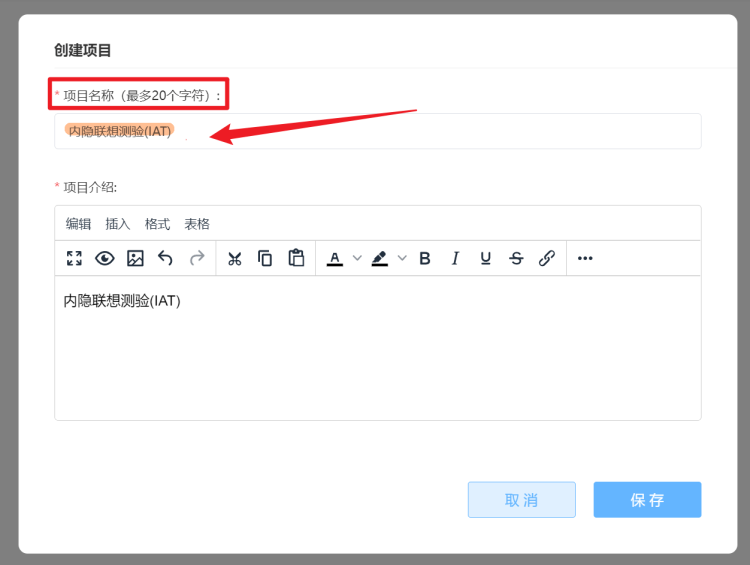 创建项目
* 项目名称（最多20个字符）:
内隐联想测验(IAT)
* 项目介绍:
编辑 插入 格式 表格
A B I U S
内隐联想测验(IAT)
取消 保存